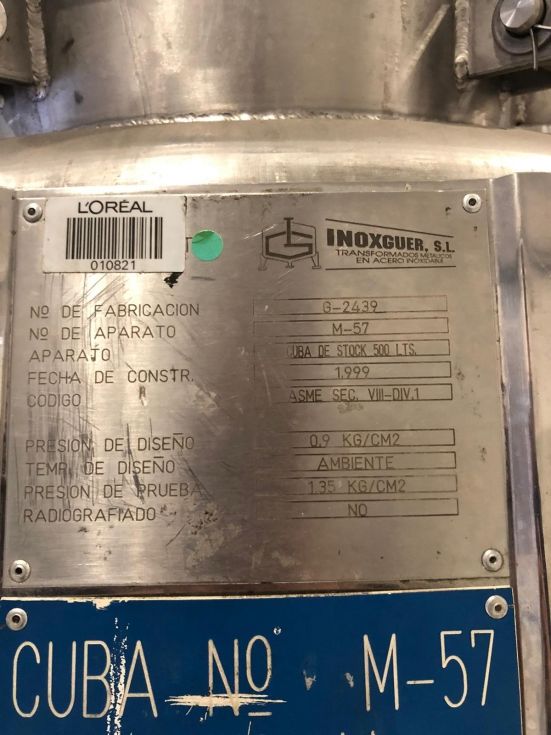 L'ORÉAL
010821
INOXGUER, S.L.
TRANSFORMADOS METALICOS
EN ACERO INOXIDABLE
Nº DE FABRICACION G-2439
Nº DE APARATO M-57
APARATO CUBA DE STOCK 500 LTS.
FECHA DE CONSTR. 1.999
CÓDIGO ASME SEC. VIII-DIV.1
PRESION DE DISEÑO 0.9 KG/CM2
TEMP. DE DISEÑO AMBIENTE
PRESION DE PRUEBA 1.35 KG/CM2
RADIOGRAFIADO NO
CUBA Nº M-57